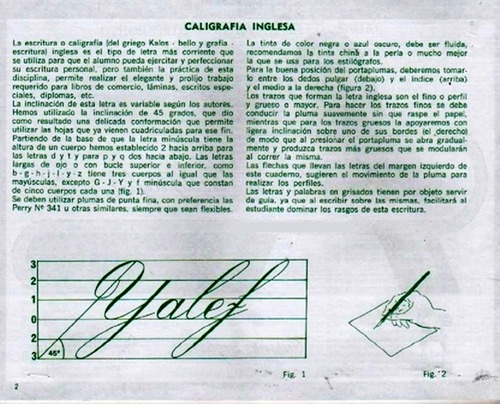 CALIGRAFIA INGLESA
La escritura o caligrafía (del griego Kalos - bello y grafia -
escritura) inglesa es el tipo de letra más corriente que
se utiliza para que el alumno pueda ejercitar y perfeccionar
su escritura personal, pero también la práctica de esta
disciplina, permite realizar el elegante y prolijo trabajo
requerido para libros de comercio, láminas, escritos espe-
ciales, diplomas, etc.
La inclinación de esta letra es variable según los autores.
Hemos utilizado la inclinación de 45 grados, que dio
como resultado una delicada conformación que permite
utilizar las hojas que ya vienen cuadriculadas para ese fin.
Partiendo de la base de que la letra minúscula tiene la
altura de un cuerpo hemos establecido 2 hacia arriba para
las letras d y t y para p y q dos hacia abajo. Las letras
largas de ojo o con bucle superior e inferior, como
b - g - h - j - l - y - z tiene tres cuerpos al igual que las
mayúsculas, excepto G - J - Y y f minúscula que constan
de cinco cuerpos cada una (fig. 1).
Se deben utilizar plumas de punta fina, con preferencia las
Perry Nº 341 u otras similares, siempre que sean flexibles.
La tinta de color negro o azul oscuro, debe ser fluida,
recomendamos la tinta china a la perla o mucho mejor
la que se usa para los estilógrafos.
Para la buena posición del portaplumas, deberemos tomar-
lo entre los dedos pulgar (debajo) y el índice (arriba)
y el medio a la derecha (figura 2).
Los trazos que forman la letra inglesa son el fino o perfil
y grueso o mayor. Para hacer los trazos finos se debe
conducir la pluma suavemente sin que raspe el papel,
mientras que para los trazos gruesos la apoyaremos con
ligera inclinación sobre uno de sus bordes (el derecho)
de modo que al presionar el portapluma se abra gradual-
mente y produzca trazos más gruesos que se modularán
al correr la misma.
Las flechas que llevan las letras del margen izquierdo de
este cuaderno, sugieren el movimiento de la pluma para
realizar los perfiles.
Las letras y palabras en grisados tienen por objeto servir
de guía, ya que al escribir sobre las mismas, facilitará al
estudiante dominar los rasgos de esta escritura.
3
2
1
0
2
3
45º
Yalef
Fig. 1
Fig. 2
2